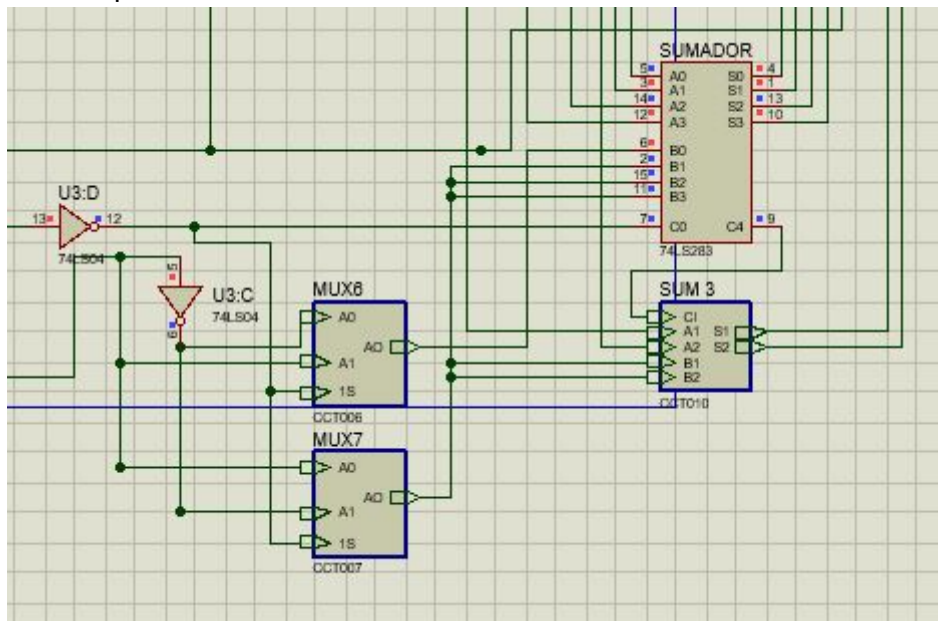 SUMADOR
5 A0 S0 4
3 A1 S1 1
14 A2 S2 13
12 A3 S3 10
6 B0
2 B1
15 B2
11 B3
7 C0 C4 9
74LS283
U3:D
13 12
74LS04
5
U3:C
74LS04
6
MUX6
A0
AO
A1
1S
CCT006
SUM 3
CI
A1 S1
A2 S2
B1
B2
CCT010
MUX7
A0
AO
A1
1S
CCT007